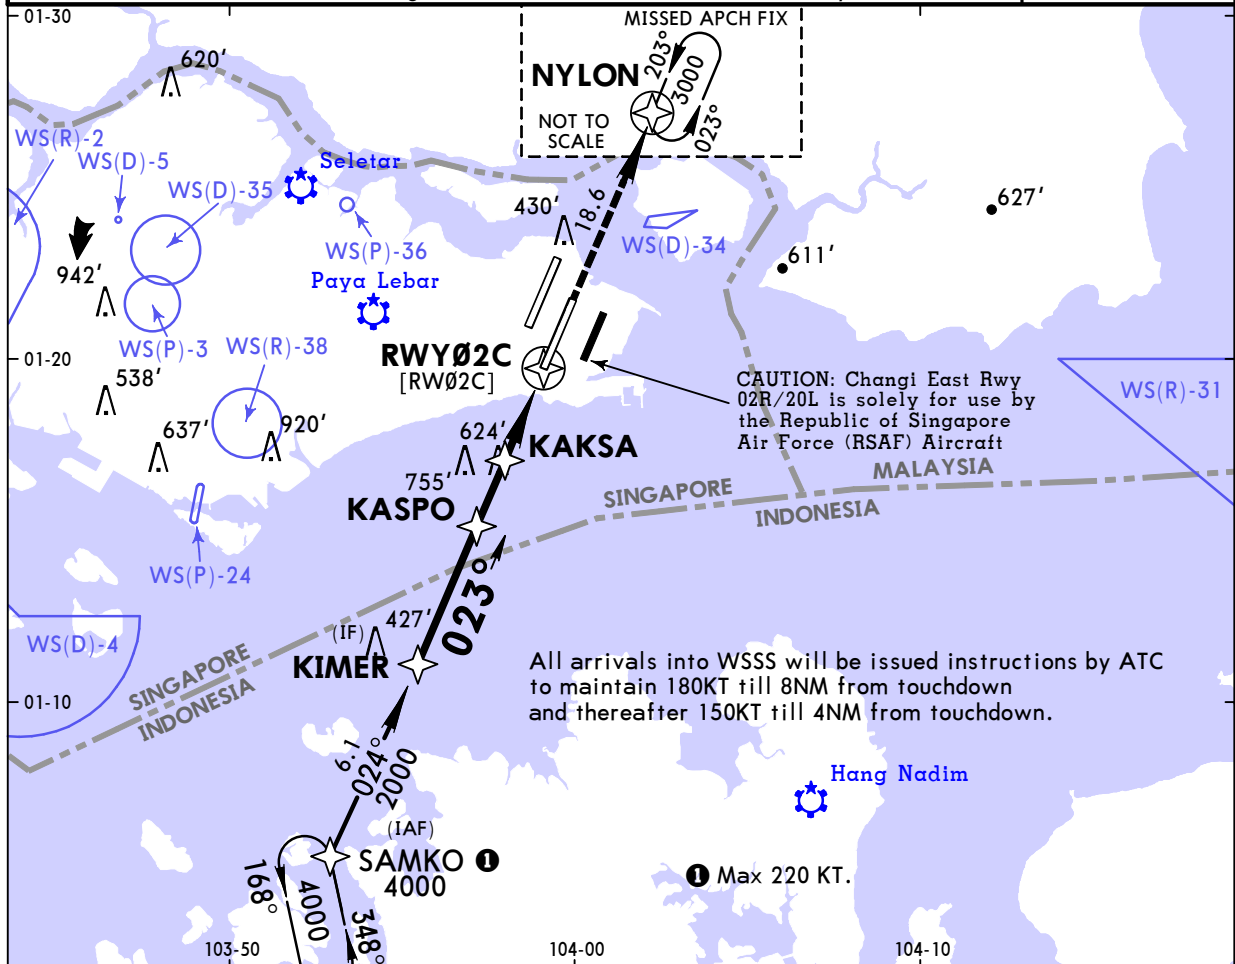 01-30
MISSED APCH FIX
620'
203°
3000
NYLON
023°
NOT TO
SCALE
WS(R)-2
WS(D)-5
Seletar
WS(D)-35
18.6
430'
627'
WS(P)-36
WS(D)-34
611'
942'
Paya Lebar
WS(P)-3
WS(R)-38
01-20
RWYØ2C
[RWØ2C]
538'
CAUTION: Changi East Rwy
02R/20L is solely for use by
the Republic of Singapore
Air Force (RSAF) Aircraft
WS(R)-31
637'
920'
624'
KAKSA
755'
MALAYSIA
SINGAPORE
INDONESIA
KASPO
WS(P)-24
023°
427'
(IF)
KIMER
WS(D)-4
SINGAPORE
INDONESIA
All arrivals into WSSS will be issued instructions by ATC
to maintain 180KT till 8NM from touchdown
and thereafter 150KT till 4NM from touchdown.
01-10
6.1
024°
2000
Hang Nadim
(IAF)
SAMKO 1
4000
1 Max 220 KT.
168°
4000
348°
103-50
104-00
104-10